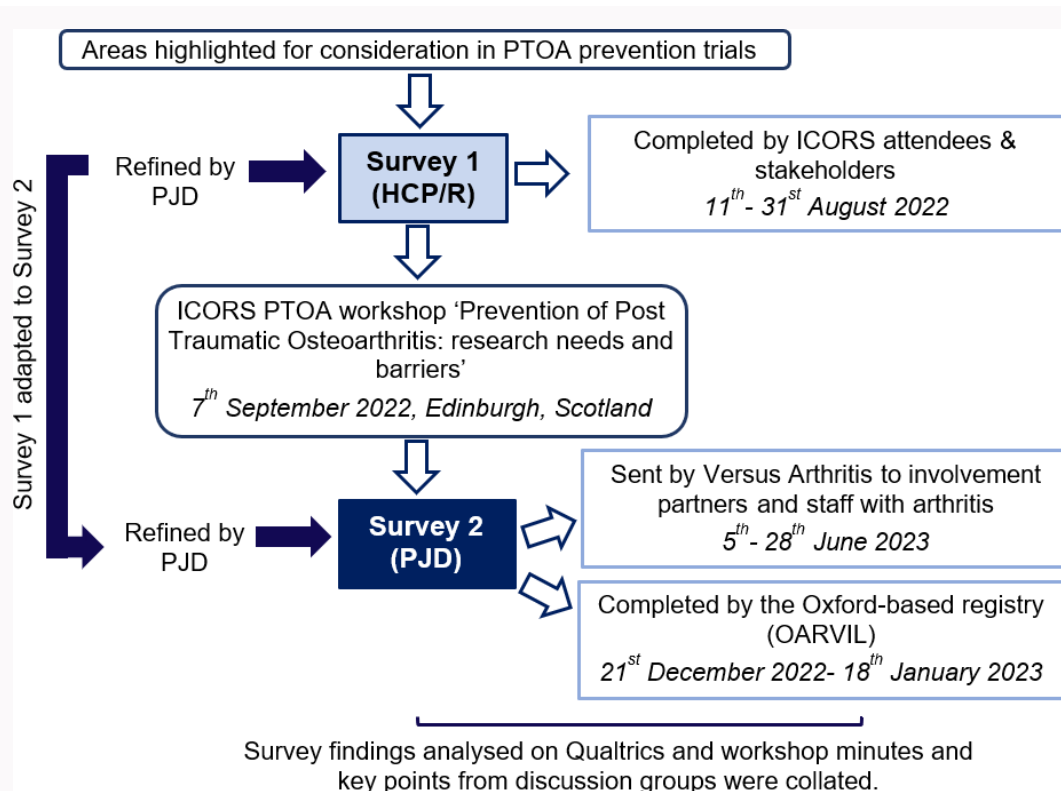 Areas highlighted for consideration in PTOA prevention trials
Survey 1 adapted to Survey 2
Refined by
PJD
Survey 1
(HCP/R)
Completed by ICORS attendees &
stakeholders
11th- 31st August 2022
ICORS PTOA workshop ‘Prevention of Post
Traumatic Osteoarthritis: research needs and
barriers’
7th September 2022, Edinburgh, Scotland
Refined by
PJD
Survey 2
(PJD)
Sent by Versus Arthritis to involvement
partners and staff with arthritis
5th- 28th June 2023
Completed by the Oxford-based registry
(OARVIL)
21st December 2022- 18th January 2023
Survey findings analysed on Qualtrics and workshop minutes and
key points from discussion groups were collated.